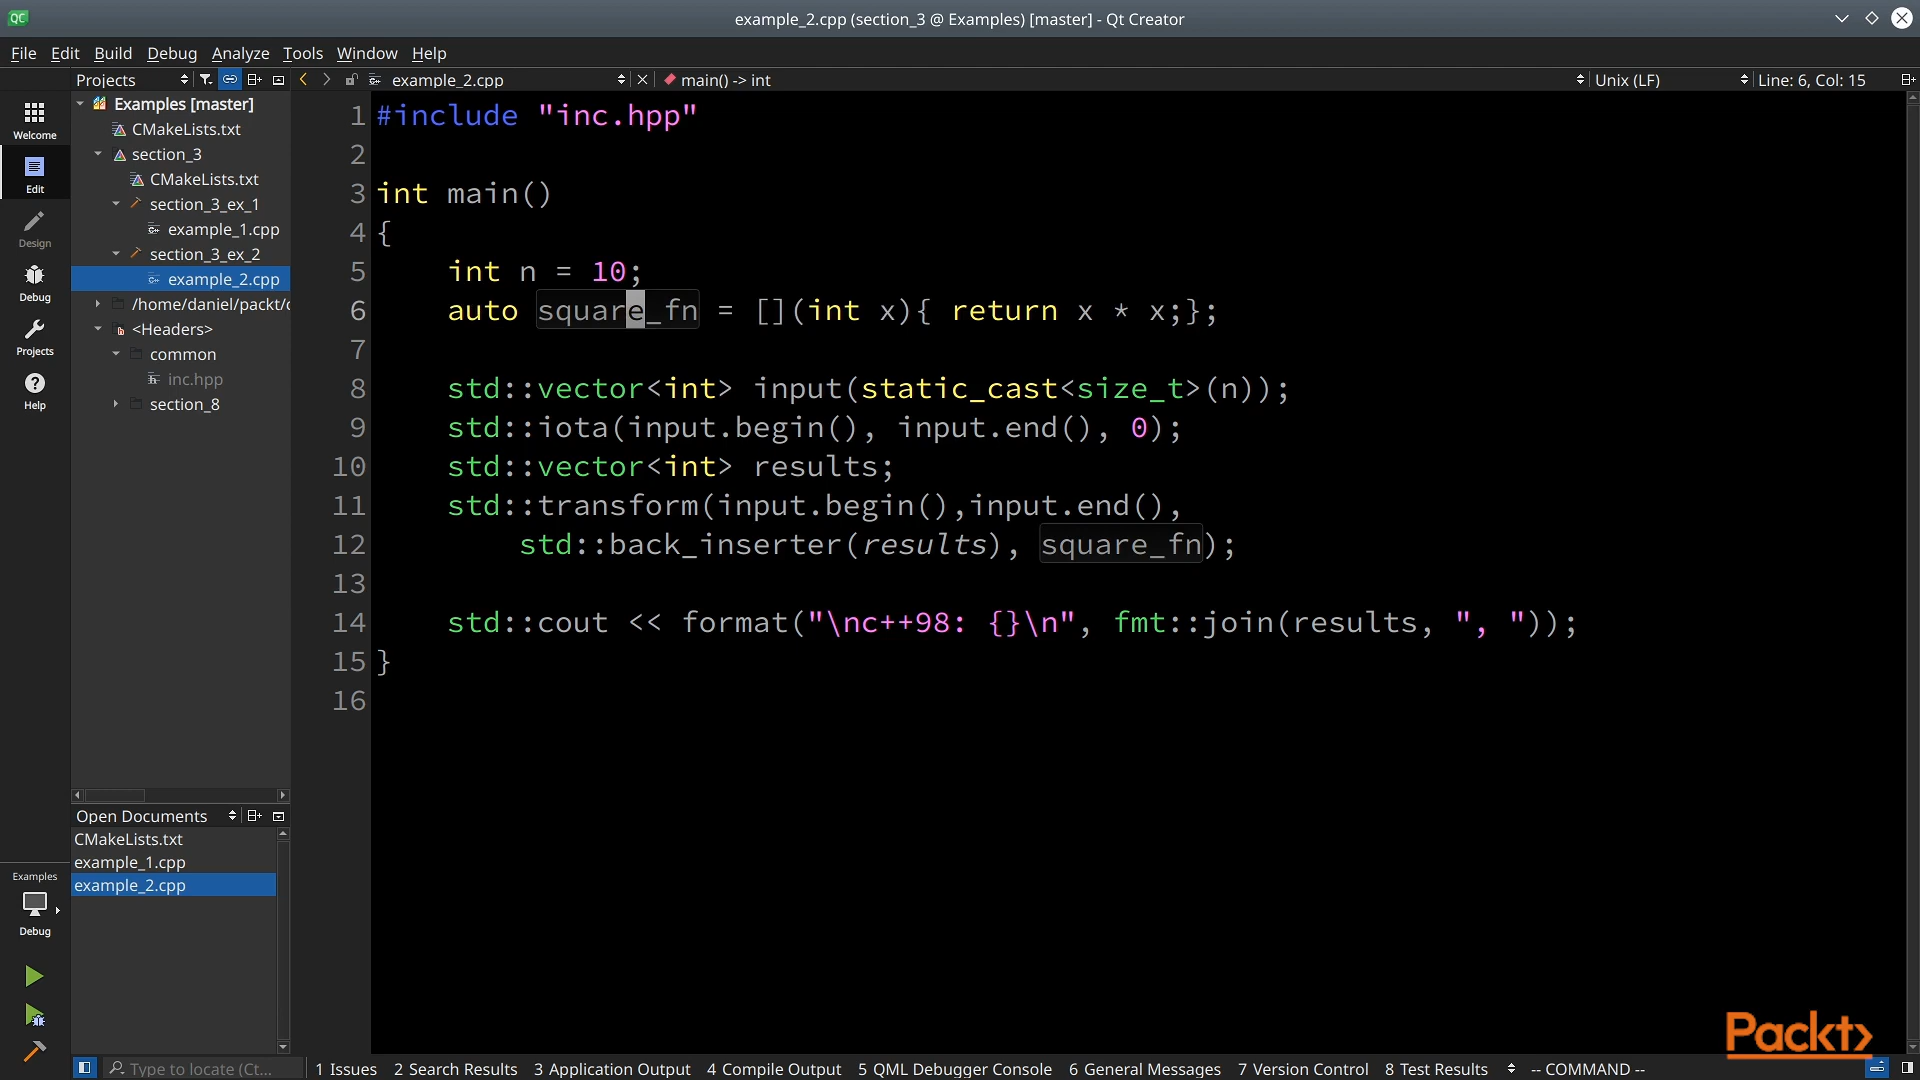 QC
example_2.cpp (section_3 @ Examples) [master] - Qt Creator
File Edit Build Debug Analyze Tools Window Help
Projects
example_2.cpp
main() -> int
Unix (LF)
Line: 6, Col: 15
Welcome
Edit
Design
Debug
Projects
Help
Examples [master]
CMakeLists.txt
section_3
CMakeLists.txt
section_3_ex_1
example_1.cpp
section_3_ex_2
example_2.cpp
/home/daniel/packt/
<Headers>
common
inc.hpp
section_8
1 #include "inc.hpp"
2
3 int main()
4 {
5 int n = 10;
6 auto square_fn = [](int x){ return x * x;};
7
8 std::vector<int> input(static_cast<size_t>(n));
9 std::iota(input.begin(), input.end(), 0);
10 std::vector<int> results;
11 std::transform(input.begin(),input.end(),
12 std::back_inserter(results), square_fn);
13
14 std::cout << format("\nc++98: {}\n", fmt::join(results, ", "));
15 }
16
Open Documents
CMakeLists.txt
example_1.cpp
example_2.cpp
Examples
Debug
Packt>
Type to locate (Ct...
1 Issues 2 Search Results 3 Application Output 4 Compile Output 5 QML Debugger Console 6 General Messages 7 Version Control 8 Test Results
-- COMMAND --